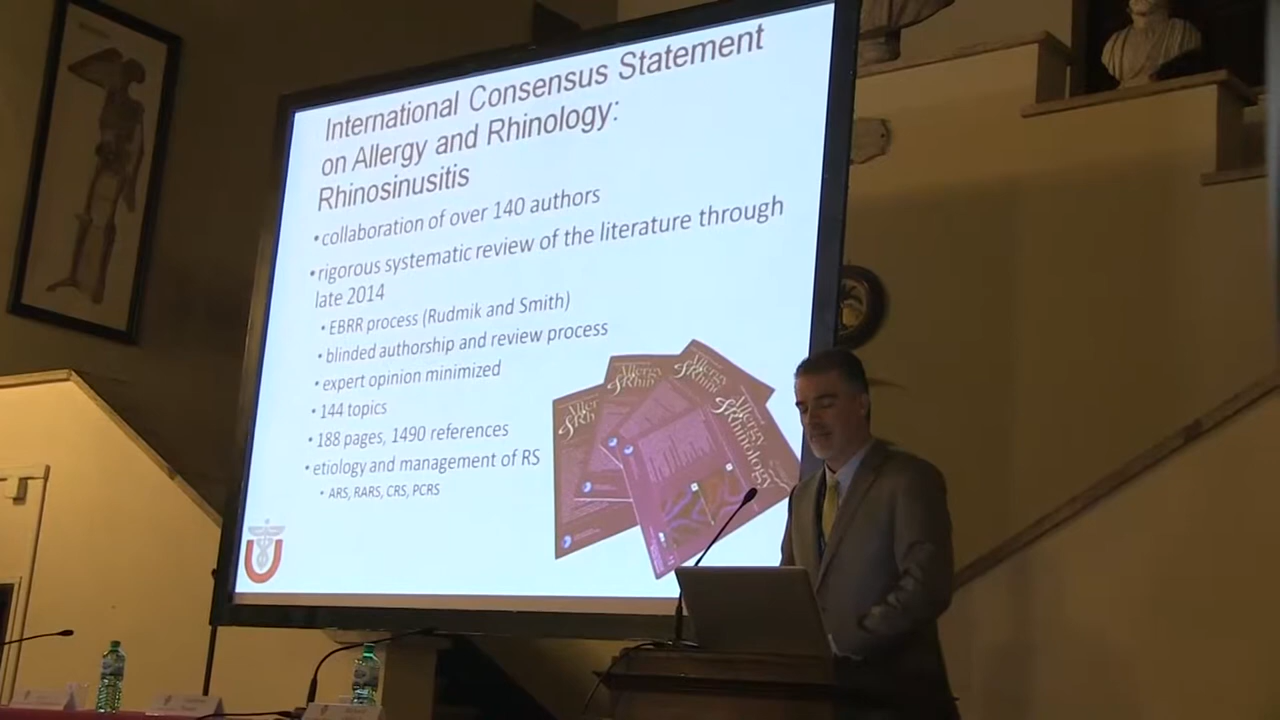 International Consensus Statement
on Allergy and Rhinology:
Rhinosinusitis
•collaboration of over 140 authors
•rigorous systematic review of the literature through
late 2014
• EBRR process (Rudmik and Smith)
• blinded authorship and review process
• expert opinion minimized
• 144 topics
• 188 pages, 1490 references
• etiology and management of RS
• ARS, RARS, CRS, PCRS
Allergy
&Rhin
Allergy
&Rhinology
U